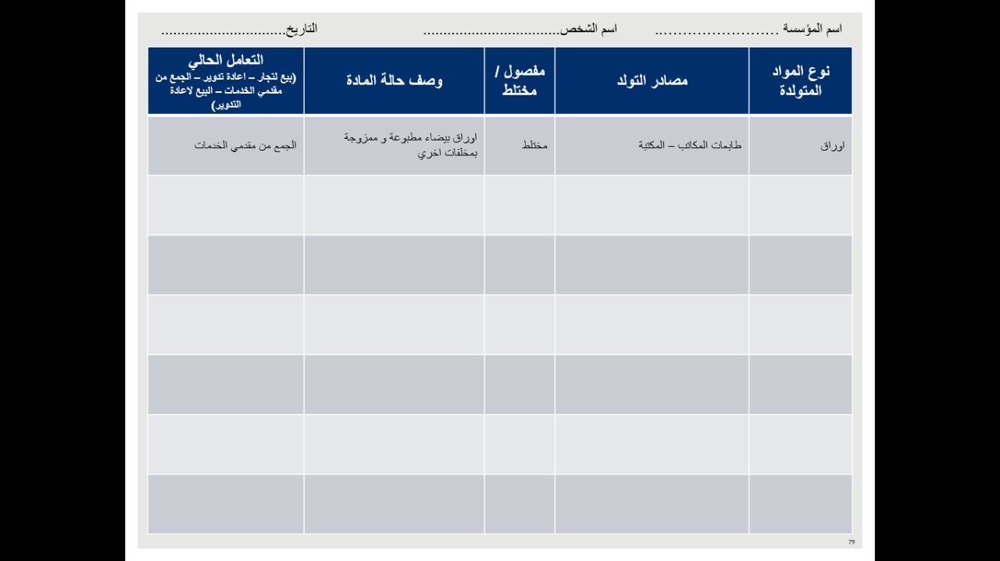 اسم المؤسسة ........................... اسم الشخص.................................. التاريخ...............................
نوع المواد
المتولدة
مصادر التولد
مفصول /
مختلط
وصف حالة المادة
التعامل الحالي
(بيع لتجار – اعادة تدوير – الجمع من
مقدمي الخدمات – البيع لاعادة
التدوير)
اوراق
طابعات المكاتب – المكتبة
مختلط
اوراق بيضاء مطبوعة و ممزوجة
بمخلفات اخري
الجمع من مقدمي الخدمات
79